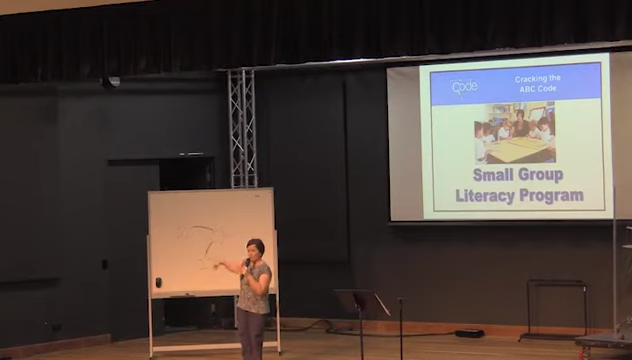 Code
Cracking the
ABC Code
Small Group
Literacy Program